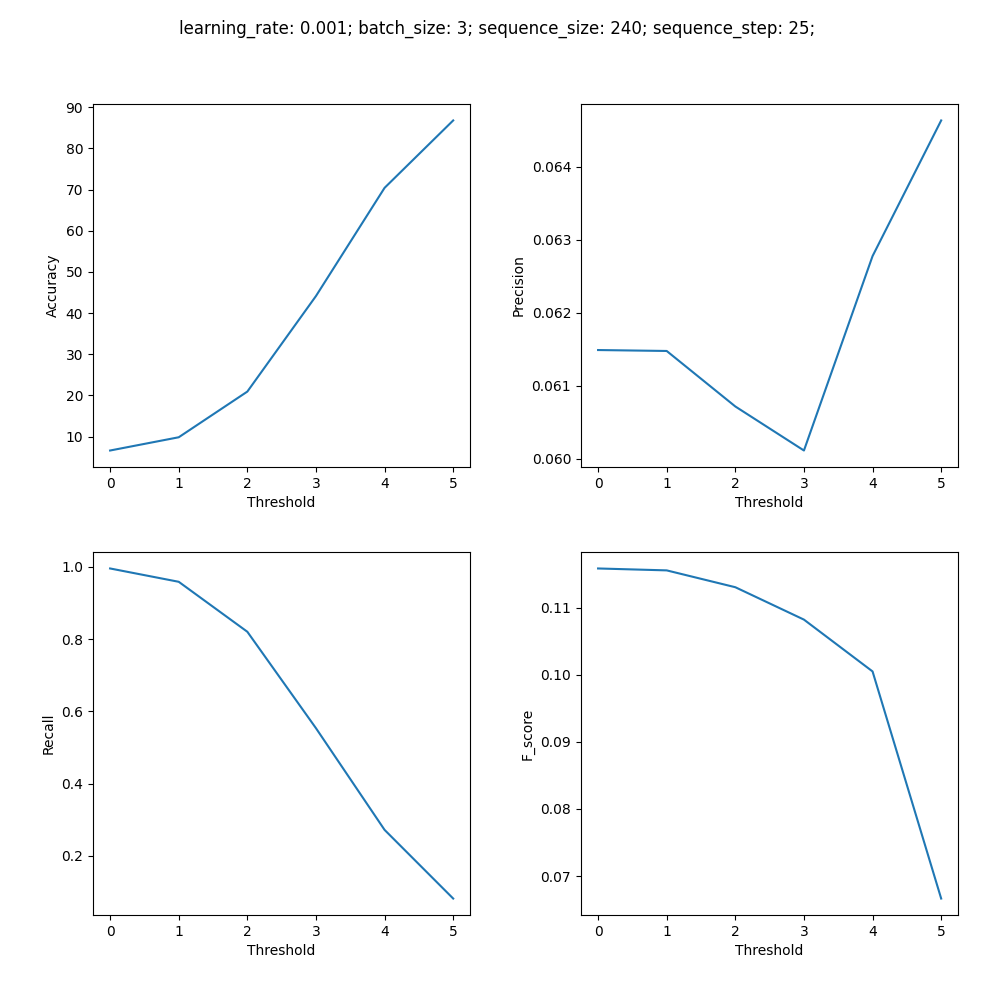 learning_rate: 0.001; batch_size: 3; sequence_size: 240; sequence_step: 25;
Accuracy
90
80
70
60
50
40
30
20
10
0 1 2 3 4 5
Threshold
Precision
0.064
0.063
0.062
0.061
0.060
0 1 2 3 4 5
Threshold
Recall
1.0
0.8
0.6
0.4
0.2
0 1 2 3 4 5
Threshold
F_score
0.11
0.10
0.09
0.08
0.07
0 1 2 3 4 5
Threshold